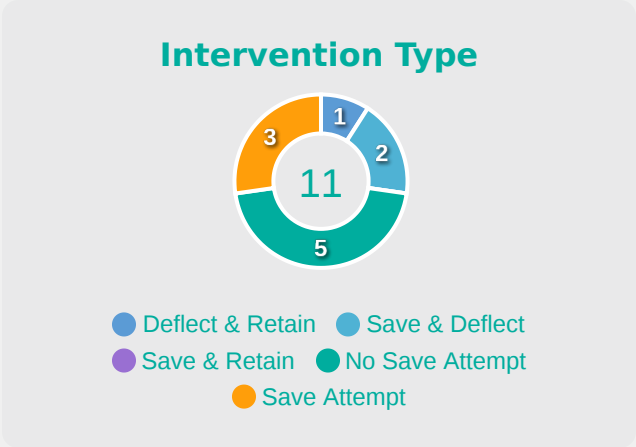 Intervention Type
1
3
2
11
5
Deflect & Retain
Save & Deflect
Save & Retain
No Save Attempt
Save Attempt